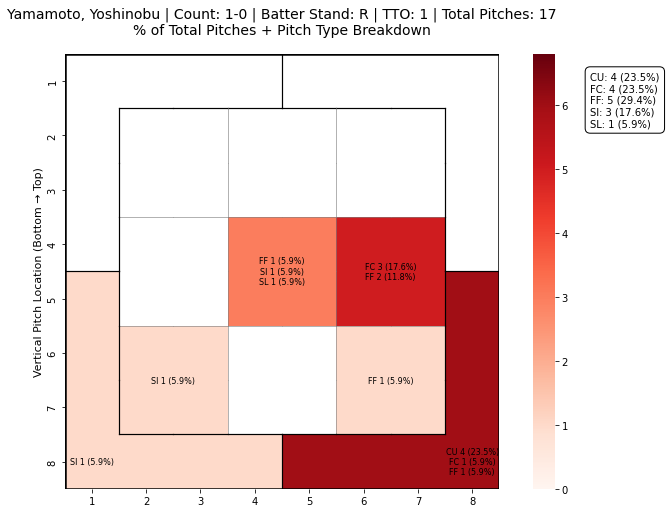 Yamamoto, Yoshinobu | Count: 1-0 | Batter Stand: R | TTO: 1 | Total Pitches: 17
% of Total Pitches + Pitch Type Breakdown
CU: 4 (23.5%)
FC: 4 (23.5%)
FF: 5 (29.4%)
SI: 3 (17.6%)
SL: 1 (5.9%)
Vertical Pitch Location (Bottom → Top)
1
2
3
4
5
6
7
8
FF 1 (5.9%)
SI 1 (5.9%)
SL 1 (5.9%)
FC 3 (17.6%)
FF 2 (11.8%)
SI 1 (5.9%)
FF 1 (5.9%)
SI 1 (5.9%)
CU 4 (23.5%)
FC 1 (5.9%)
FF 1 (5.9%)
1
2
3
4
5
6
7
8
6
5
4
3
2
1
0